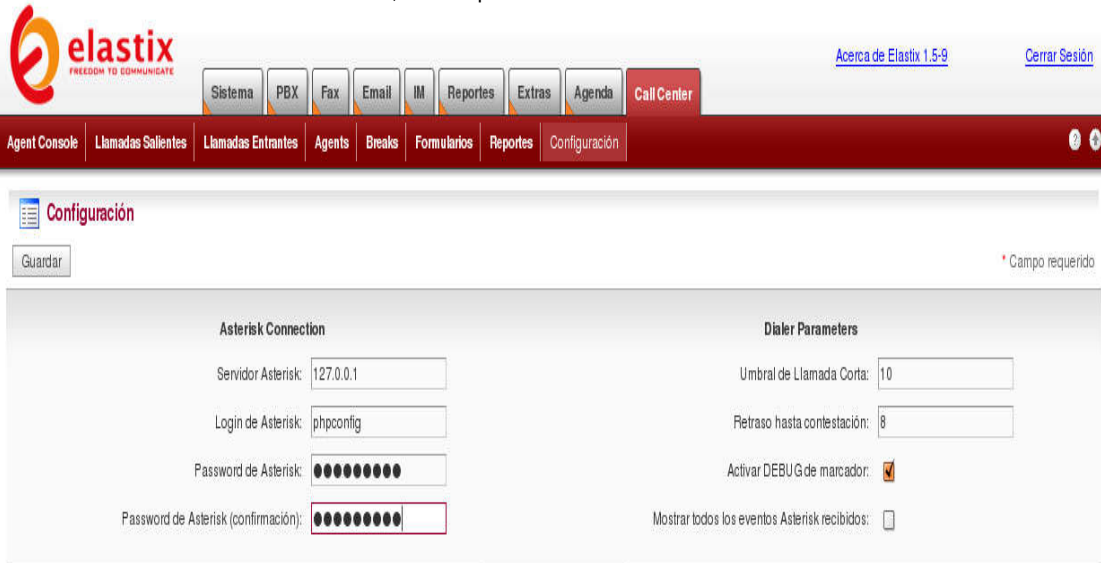 elastix
FREEDOM TO COMMUNICATE
Acerca de Elastix 1.5-9 Cerrar Sesión
Sistema PBX Fax Email IM Reportes Extras Agenda Call Center
Agent Console Llamadas Salientes Llamadas Entrantes Agents Breaks Formularios Reportes Configuración
Configuración
Guardar
* Campo requerido
Asterisk Connection
Servidor Asterisk: 127.0.0.1
Login de Asterisk: phpconfig
Password de Asterisk: ●●●●●●●●●
Password de Asterisk (confirmación): ●●●●●●●●●
Dialer Parameters
Umbral de Llamada Corta: 10
Retraso hasta contestación: 8
Activar DEBUG de marcador:
Mostrar todos los eventos Asterisk recibidos: